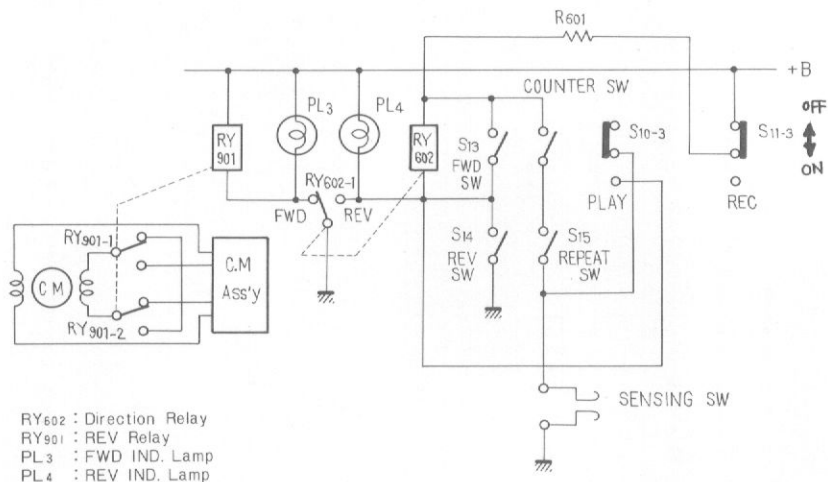 R601
+B
COUNTER SW
OFF
ON
PL3
PL4
RY 901
RY 602
S13
FWD
SW
S10-3
S11-3
RY602-1
FWD
REV
PLAY
REC
S14
REV
SW
S15
REPEAT
SW
RY901-1
C M
C.M
Ass'y
RY901-2
SENSING SW
RY602 : Direction Relay
RY901 : REV Relay
PL3 : FWD IND. Lamp
PL4 : REV IND. Lamp